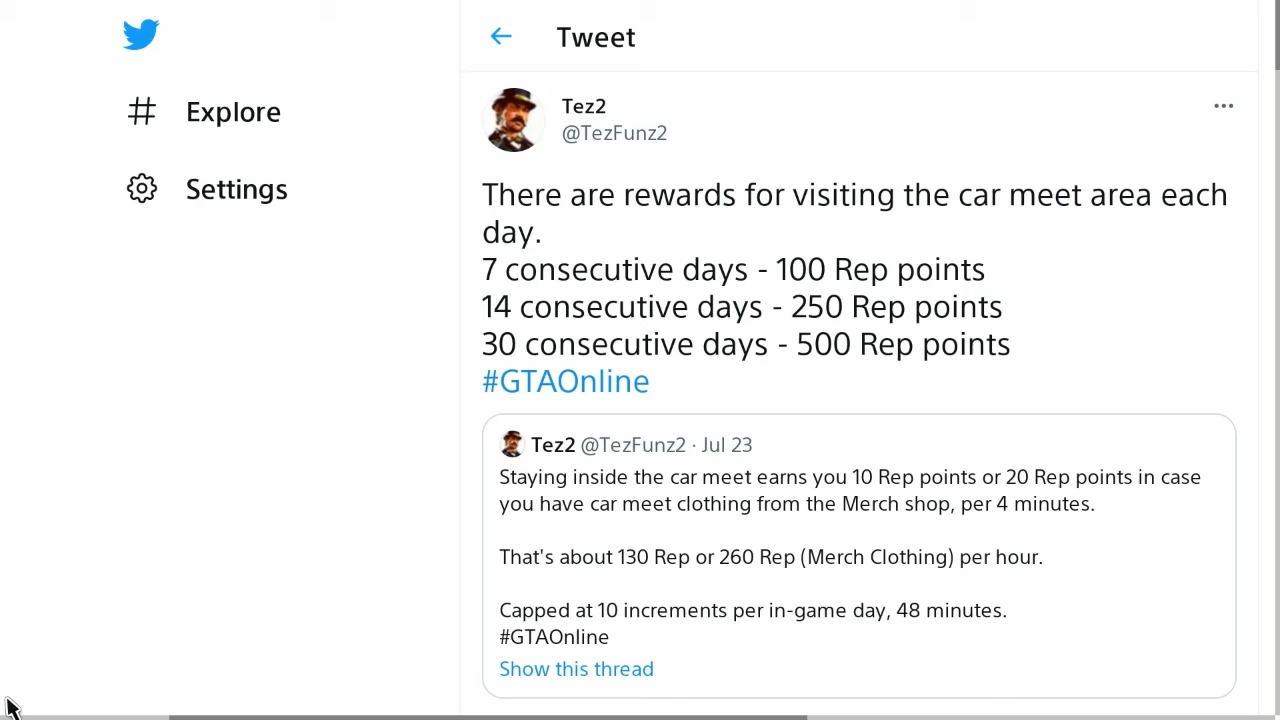 Tweet
Explore
Settings
Tez2
@TezFunz2
There are rewards for visiting the car meet area each
day.
7 consecutive days - 100 Rep points
14 consecutive days - 250 Rep points
30 consecutive days - 500 Rep points
#GTAOnline
Tez2 @TezFunz2 · Jul 23
Staying inside the car meet earns you 10 Rep points or 20 Rep points in case
you have car meet clothing from the Merch shop, per 4 minutes.
That's about 130 Rep or 260 Rep (Merch Clothing) per hour.
Capped at 10 increments per in-game day, 48 minutes.
#GTAOnline
Show this thread